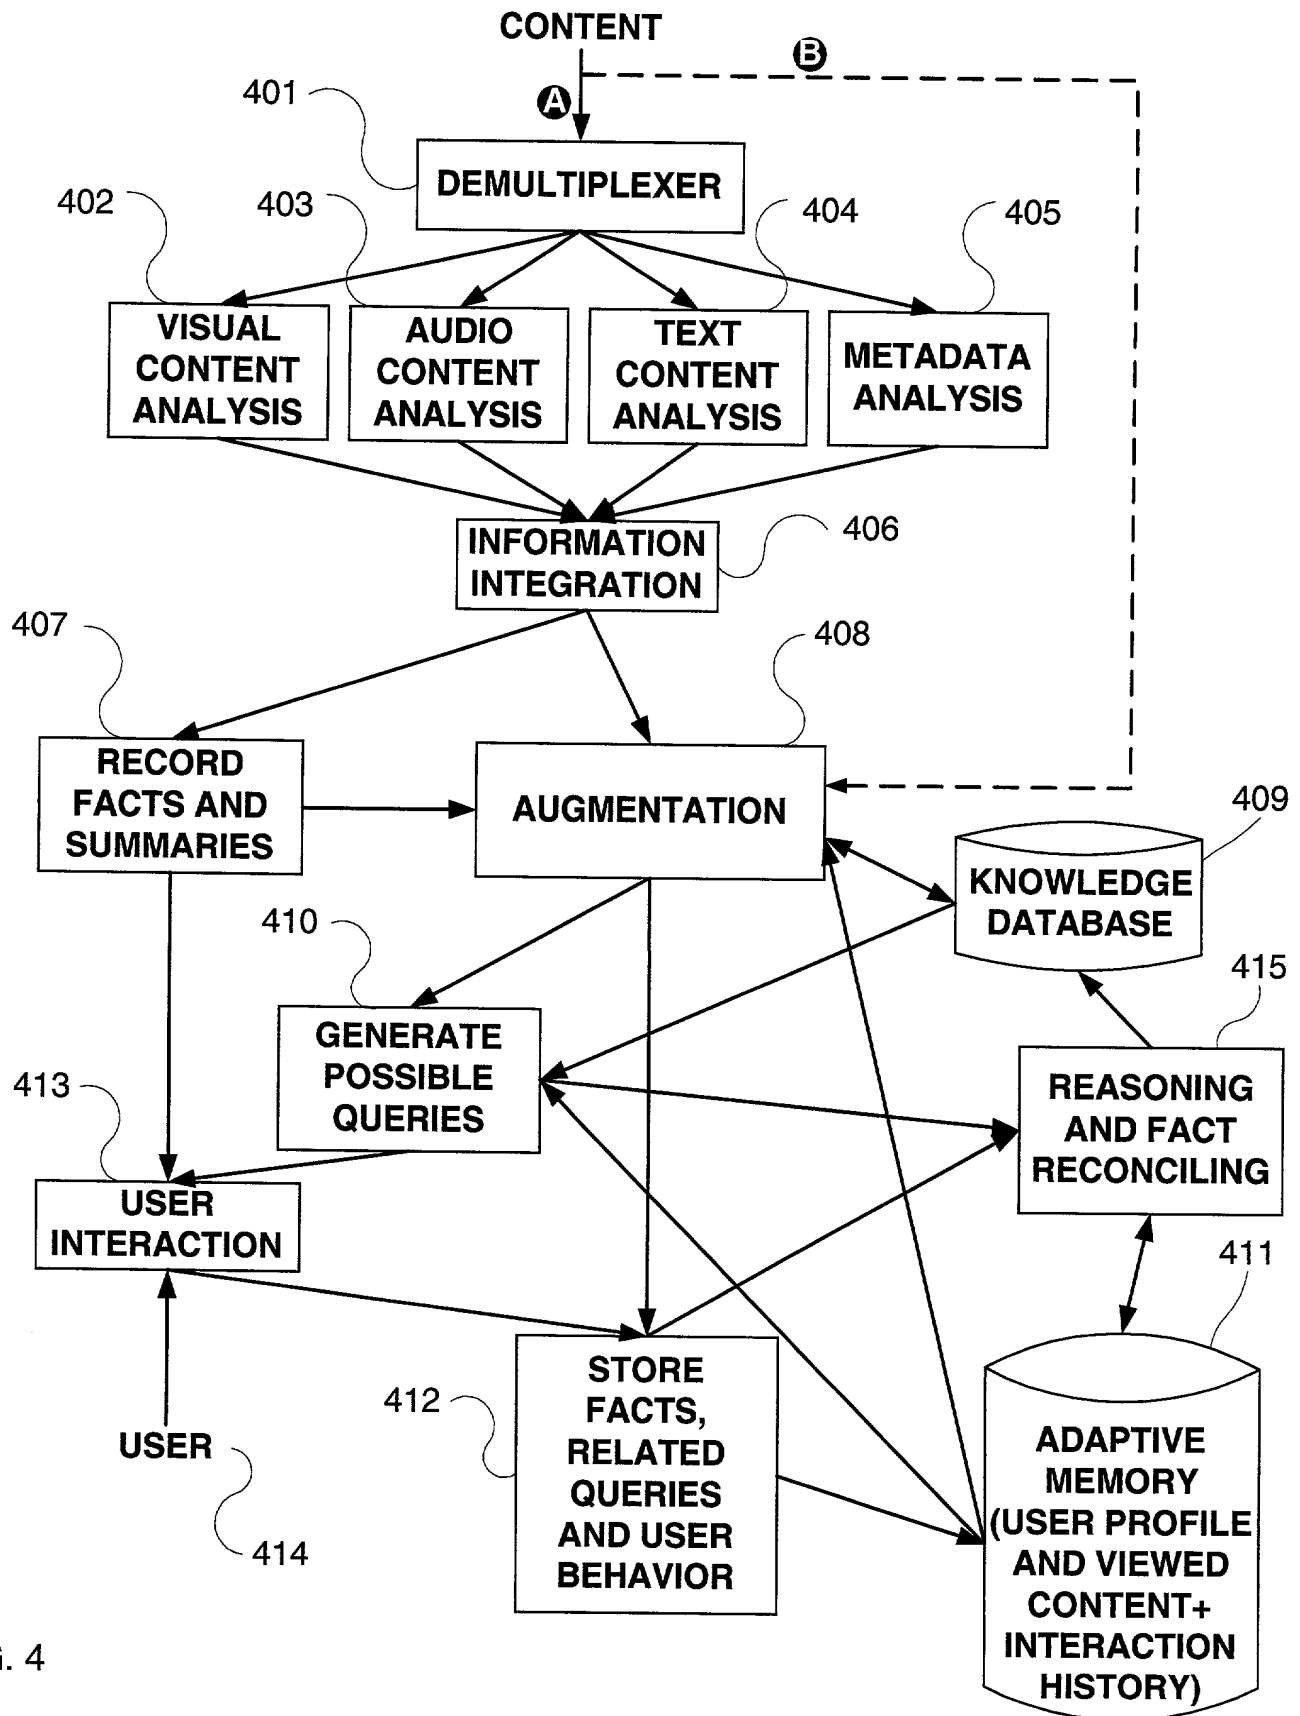 CONTENT
B
A
401
DEMULTIPLEXER
402
403
404
405
VISUAL
CONTENT
ANALYSIS
AUDIO
CONTENT
ANALYSIS
TEXT
CONTENT
ANALYSIS
METADATA
ANALYSIS
INFORMATION
INTEGRATION
406
407
408
RECORD
FACTS AND
SUMMARIES
AUGMENTATION
409
KNOWLEDGE
DATABASE
410
415
GENERATE
POSSIBLE
QUERIES
REASONING
AND FACT
RECONCILING
413
USER
INTERACTION
411
412
STORE
FACTS,
RELATED
QUERIES
AND USER
BEHAVIOR
USER
414
ADAPTIVE
MEMORY
(USER PROFILE
AND VIEWED
CONTENT+
INTERACTION
HISTORY)
. 4